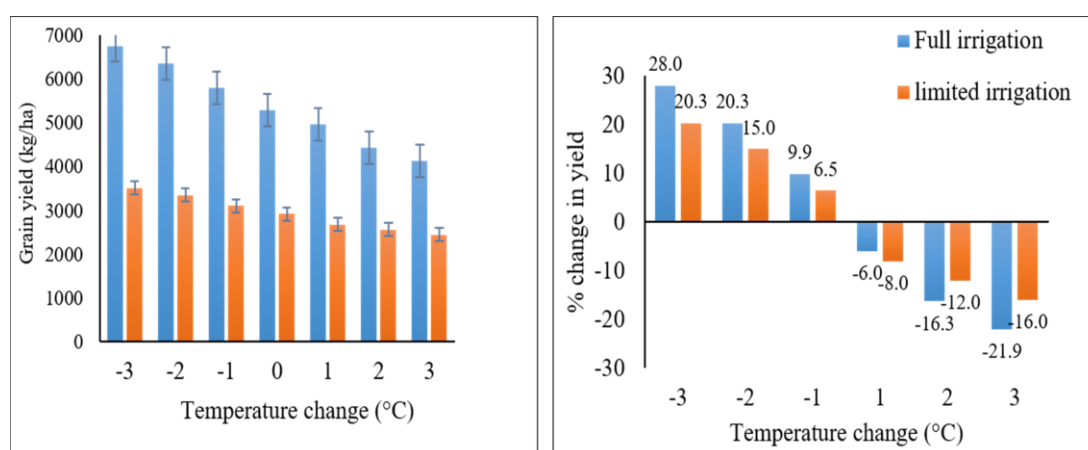 7000
6000
5000
4000
3000
2000
1000
0
Grain yield (kg/ha)
-3 -2 -1 0 1 2 3
Temperature change (°C)
Full irrigation
limited irrigation
30
20
10
0
-10
-20
-30
% change in yield
28.0 20.3 20.3 15.0 9.9 6.5
-6.0 -8.0 -16.3 -12.0 -21.9 -16.0
-3 -2 -1 1 2 3
Temperature change (°C)